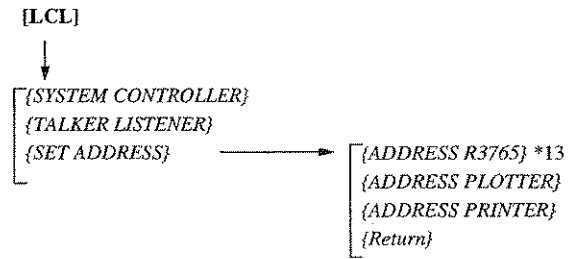 [LCL]
{SYSTEM CONTROLLER}
{TALKER LISTENER}
{SET ADDRESS}
{ADDRESS R3765} *13
{ADDRESS PLOTTER}
{ADDRESS PRINTER}
{Return}